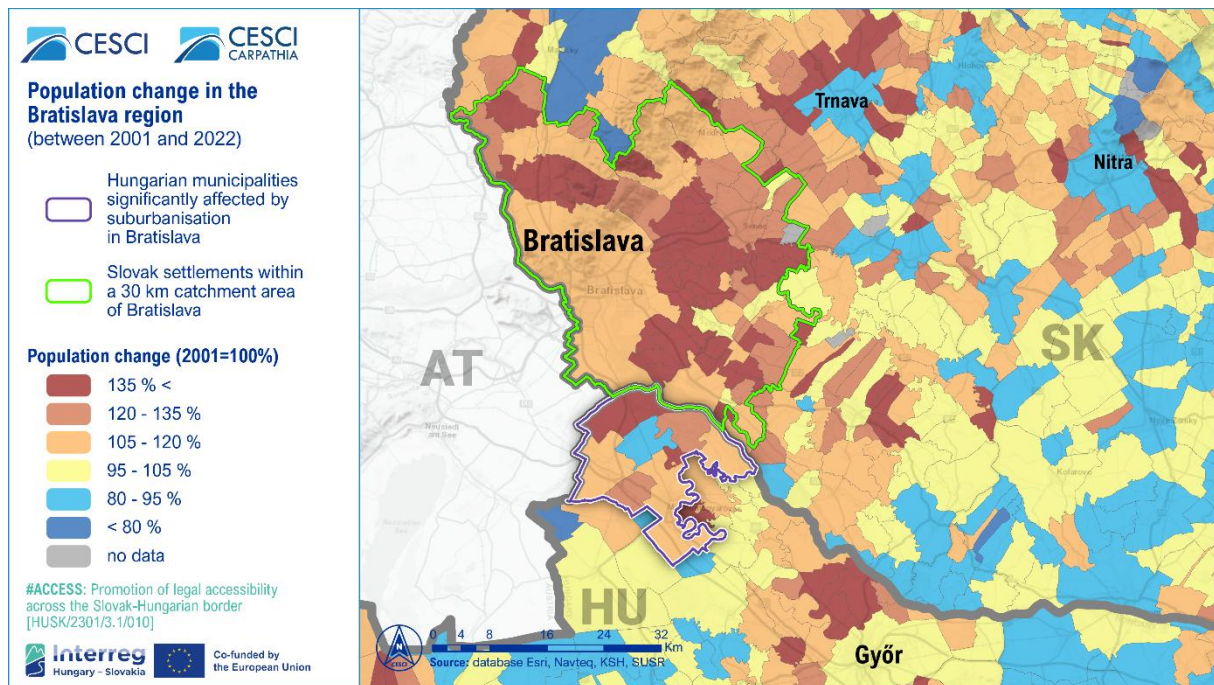 CESCI
CESCI
CARPATHIA
Population change in the
Bratislava region
(between 2001 and 2022)
Hungarian municipalities
significantly affected by
suburbanisation
in Bratislava
Slovak settlements within
a 30 km catchment area
of Bratislava
Population change (2001=100%)
135 % <
120 - 135 %
105 - 120 %
95 - 105 %
80 - 95 %
< 80 %
no data
#ACCESS: Promotion of legal accessibility
across the Slovak-Hungarian border
[HUSK/2301/3.1/010]
Interreg
Hungary – Slovakia
Co-funded by
the European Union
Trnava
Nitra
Bratislava
Bratislava
SK
AT
Kolárovo
HU
Győr
CESCI
0 4 8 16 24 32
Km
Source: database Esri, Navteq, KSH, SUSR